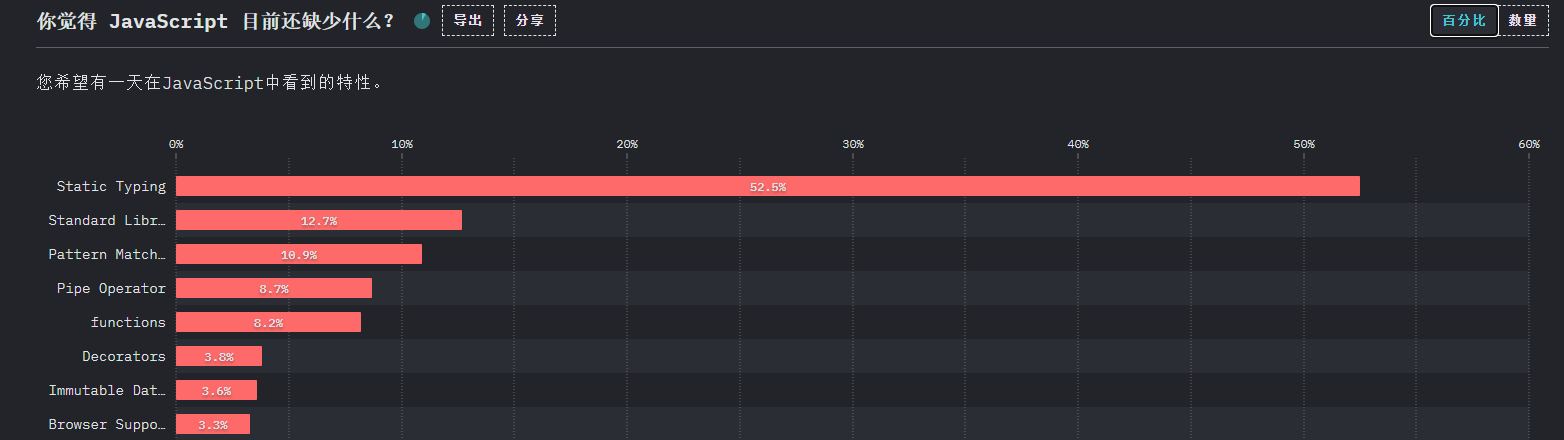 你觉得 JavaScript 目前还缺少什么？ 导出 分享 百分比 数量
您希望有一天在JavaScript中看到的特性。
0% 10% 20% 30% 40% 50% 60%
Static Typing 52.5%
Standard Libr… 12.7%
Pattern Match… 10.9%
Pipe Operator 8.7%
functions 8.2%
Decorators 3.8%
Immutable Dat… 3.6%
Browser Suppo… 3.3%